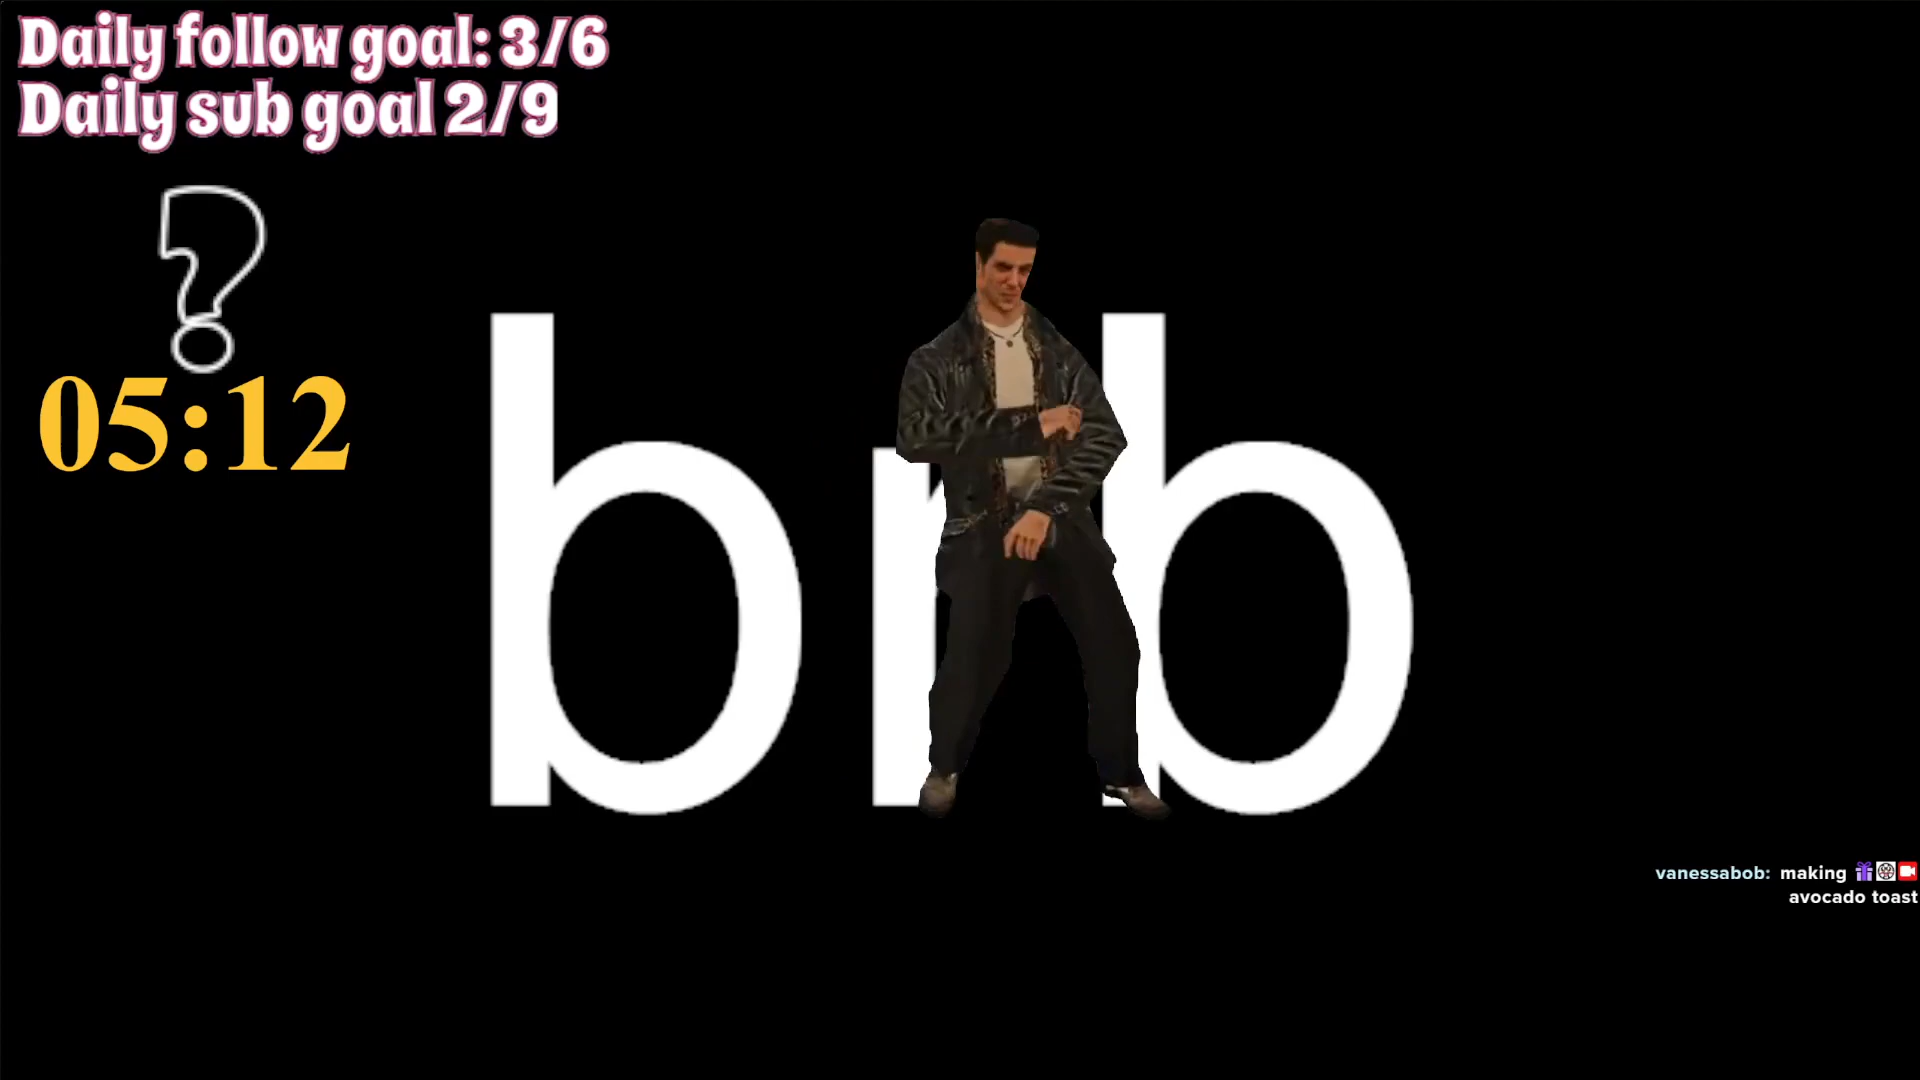 Daily follow goal: 3/6
Daily sub goal 2/9
?
05:12
brb
vanessabob: making
avocado toast